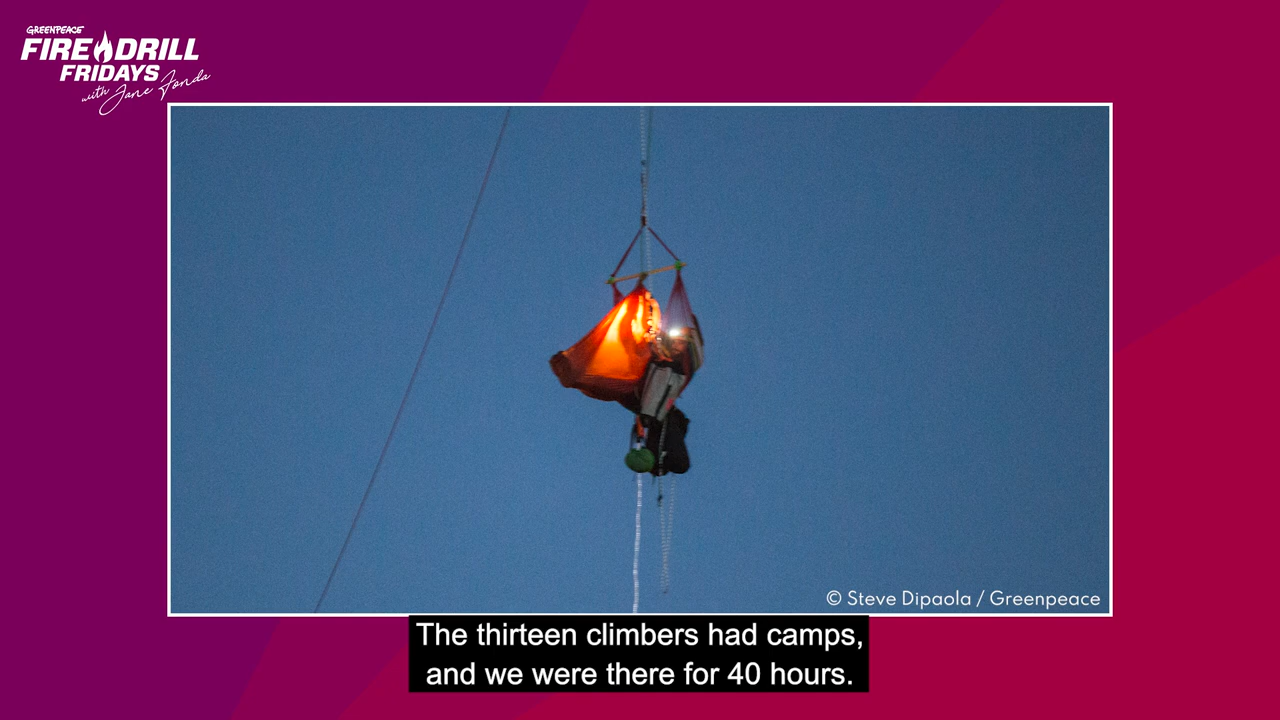 GREENPEACE
FIRE DRILL
FRIDAYS
with Jane Fonda
© Steve Dipaola / Greenpeace
The thirteen climbers had camps,
and we were there for 40 hours.